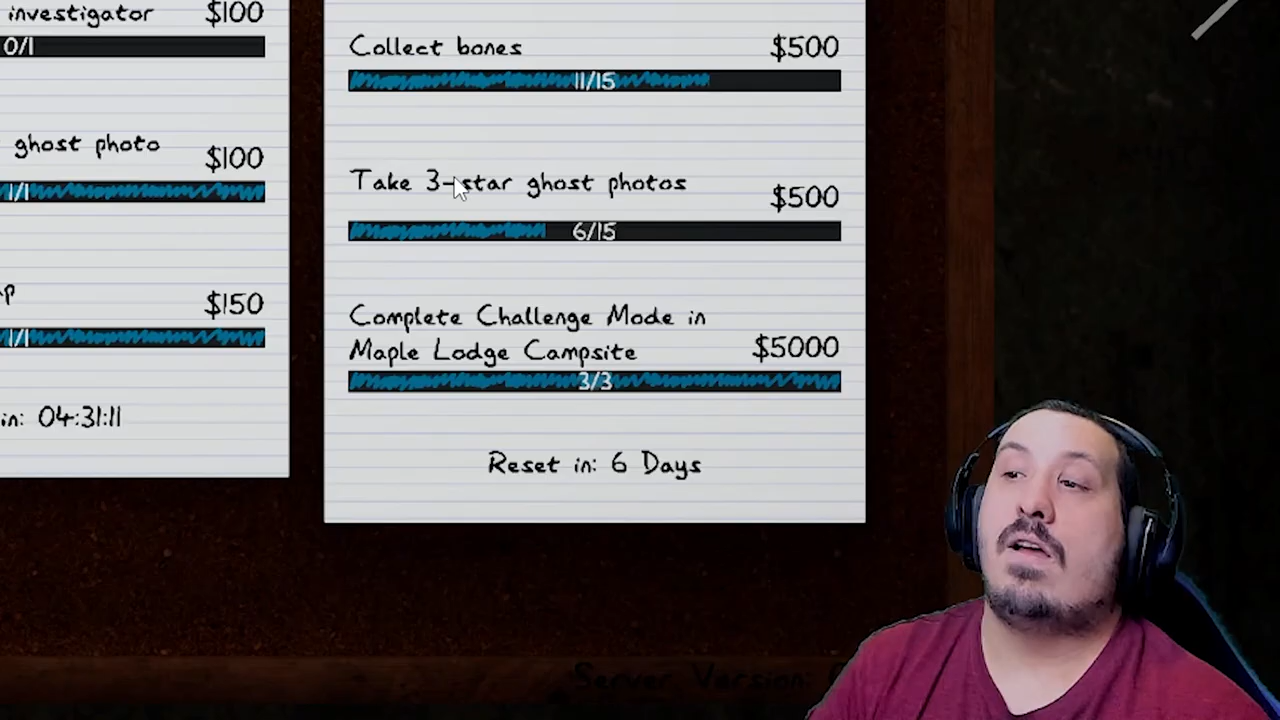 investigator $100
0/1
ghost photo $100
1/1
$150
1/1
in: 04:31:11
Collect bones $500
11/15
Take 3-star ghost photos $500
6/15
Complete Challenge Mode in
Maple Lodge Campsite $5000
3/3
Reset in: 6 Days
Server Version: